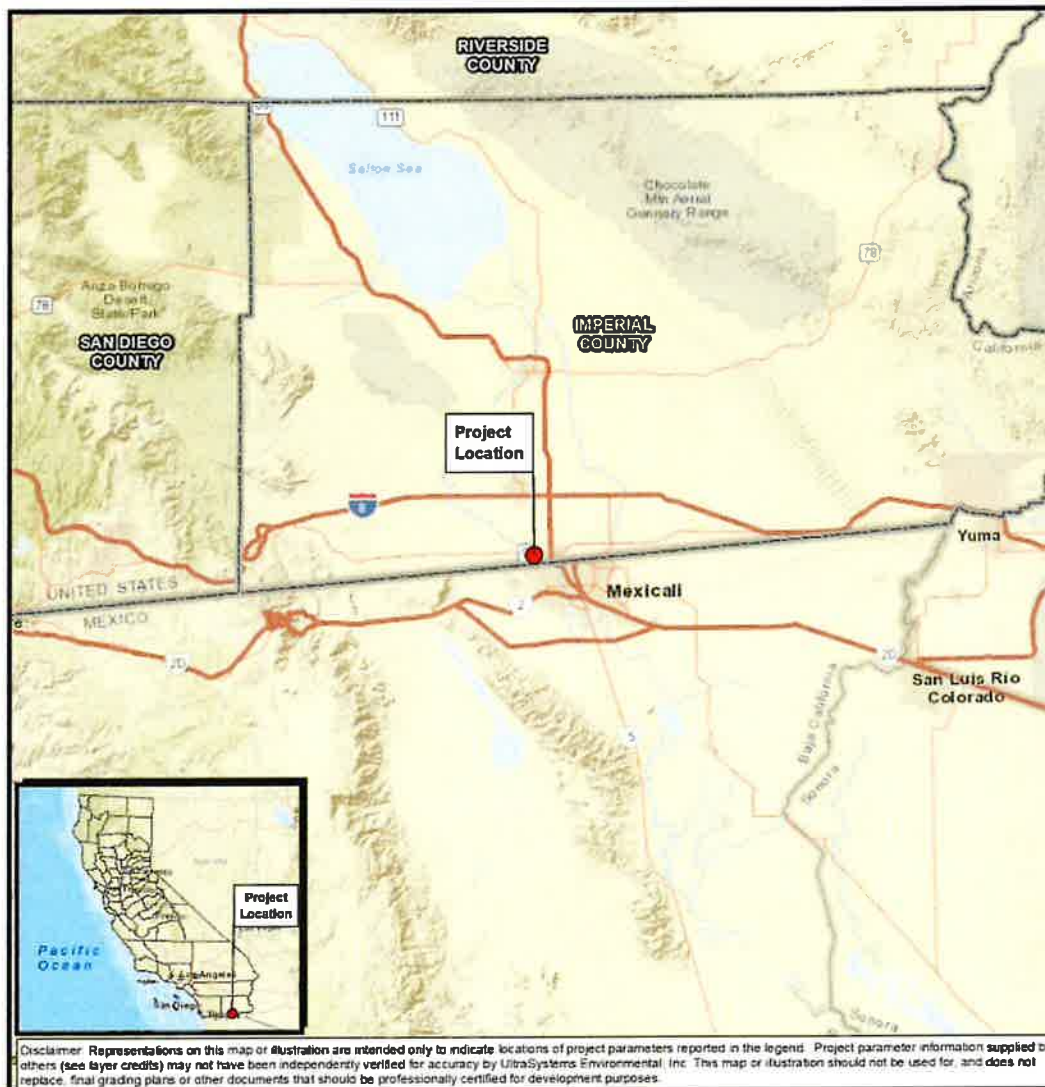 RIVERSIDE
COUNTY
111
Salton Sea
Chocolate
Mtn Aerial
Gunnery Range
78
Arizona
California
Anza Borrego
Desert
State Park
78
SAN DIEGO
COUNTY
IMPERIAL
COUNTY
Project
Location
8
Yuma
UNITED STATES
MEXICO
Mexicali
2
2D
2D
San Luis Rio
Colorado
5
Baja California
Sonora
Project
Location
Pacific
Ocean
Los Angeles
San Diego
Sonora
Disclaimer: Representations on this map or illustration are intended only to indicate locations of project parameters reported in the legend. Project parameter information supplied b
others (see layer credits) may not have been independently verified for accuracy by UltraSystems Environmental, Inc. This map or illustration should not be used for, and does not
replace, final grading plans or other documents that should be professionally certified for development purposes.